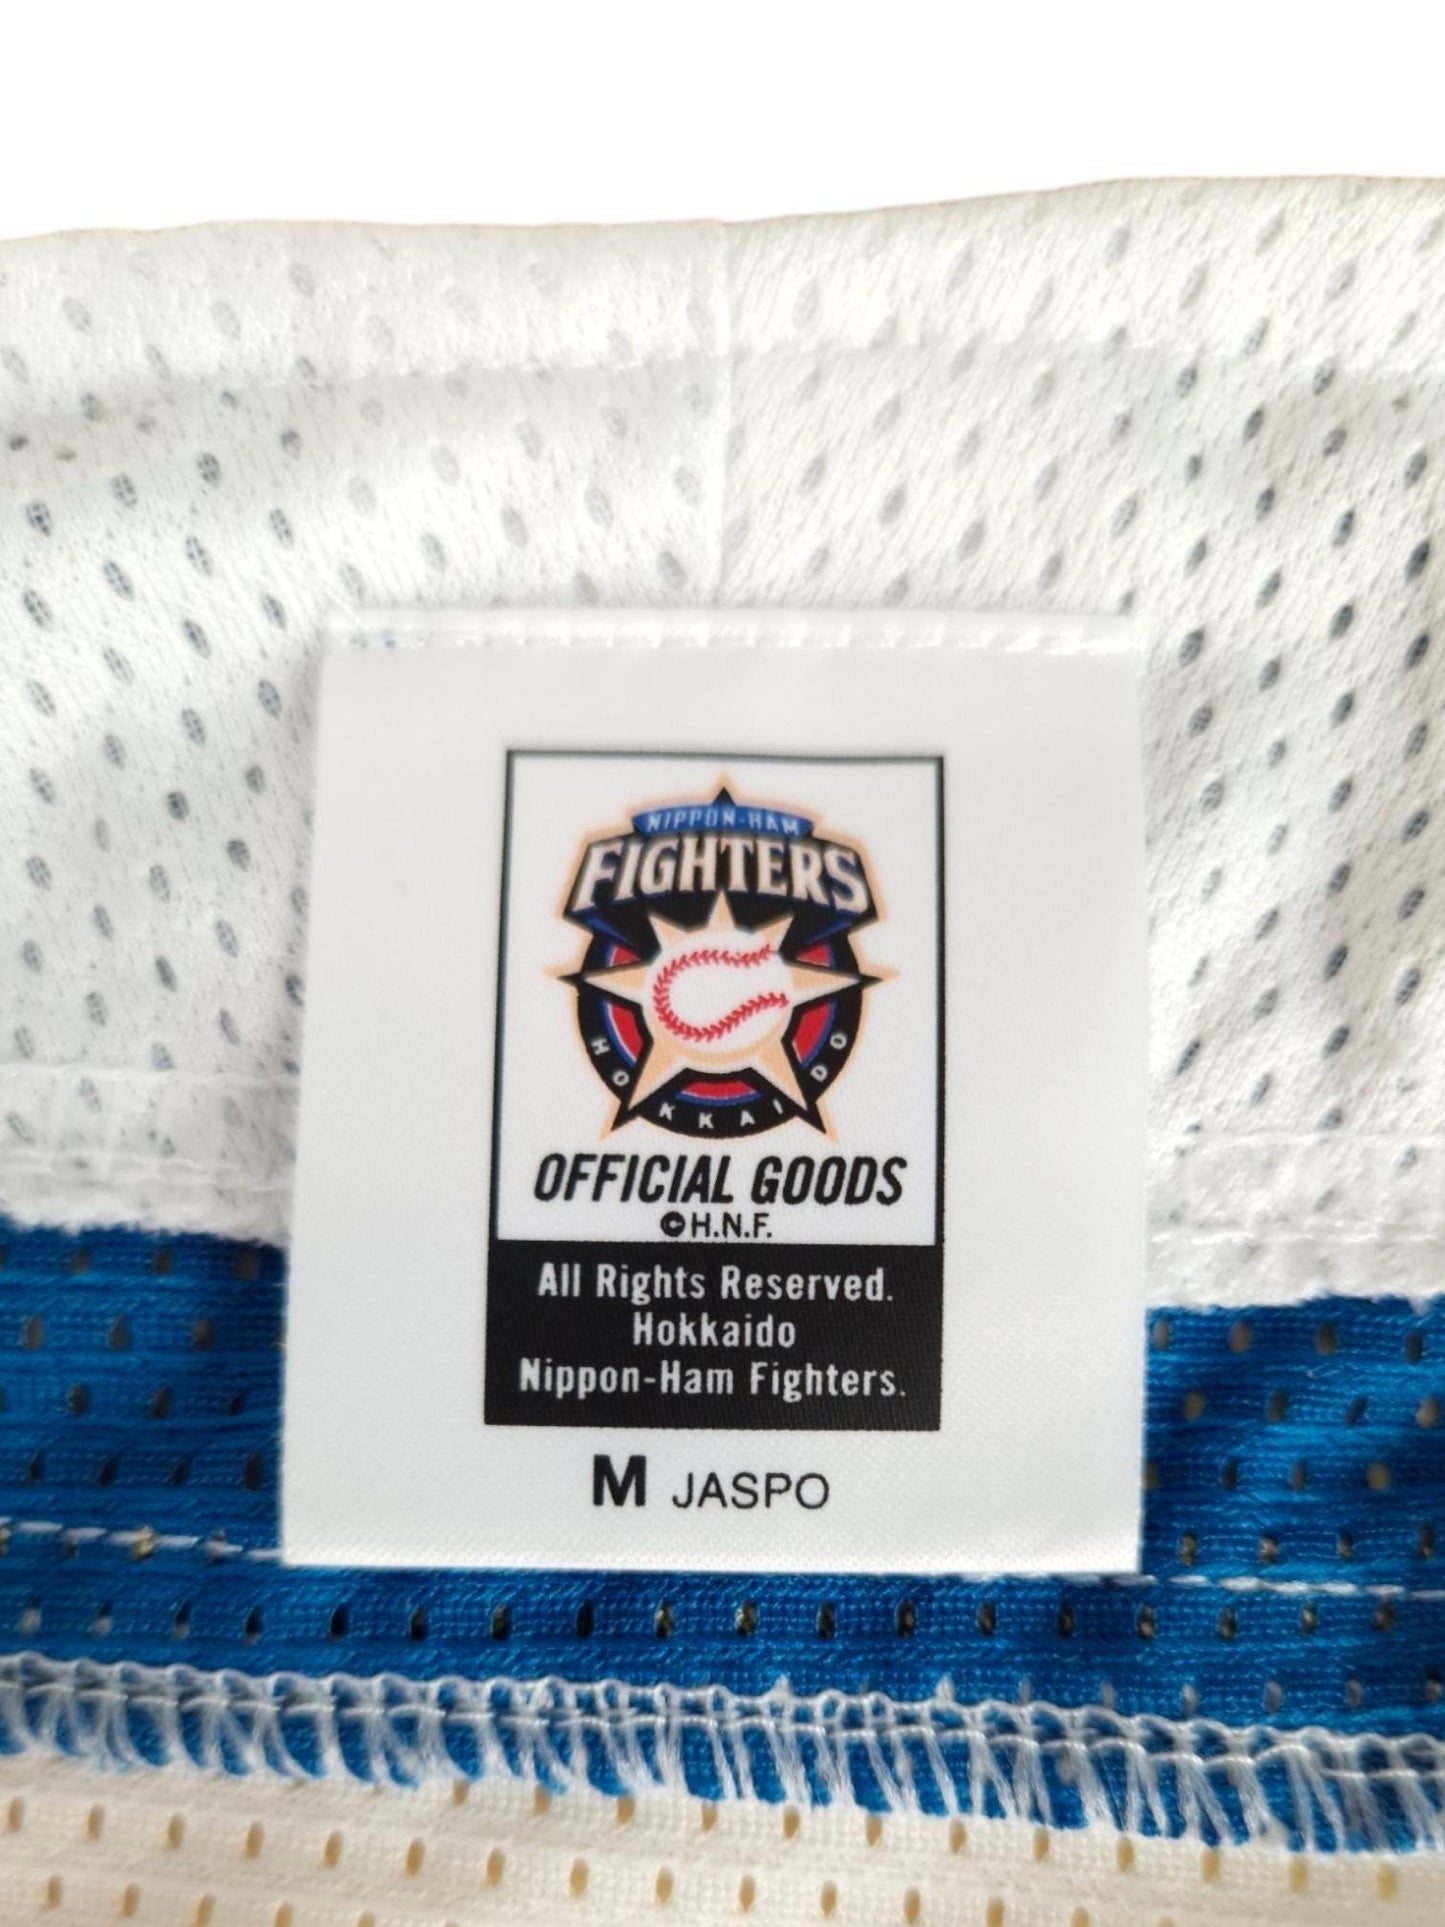 NIPPON-HAM
FIGHTERS
HOKKAIDO
OFFICIAL GOODS
©H.N.F.
All Rights Reserved.
Hokkaido
Nippon-Ham Fighters.
M JASPO